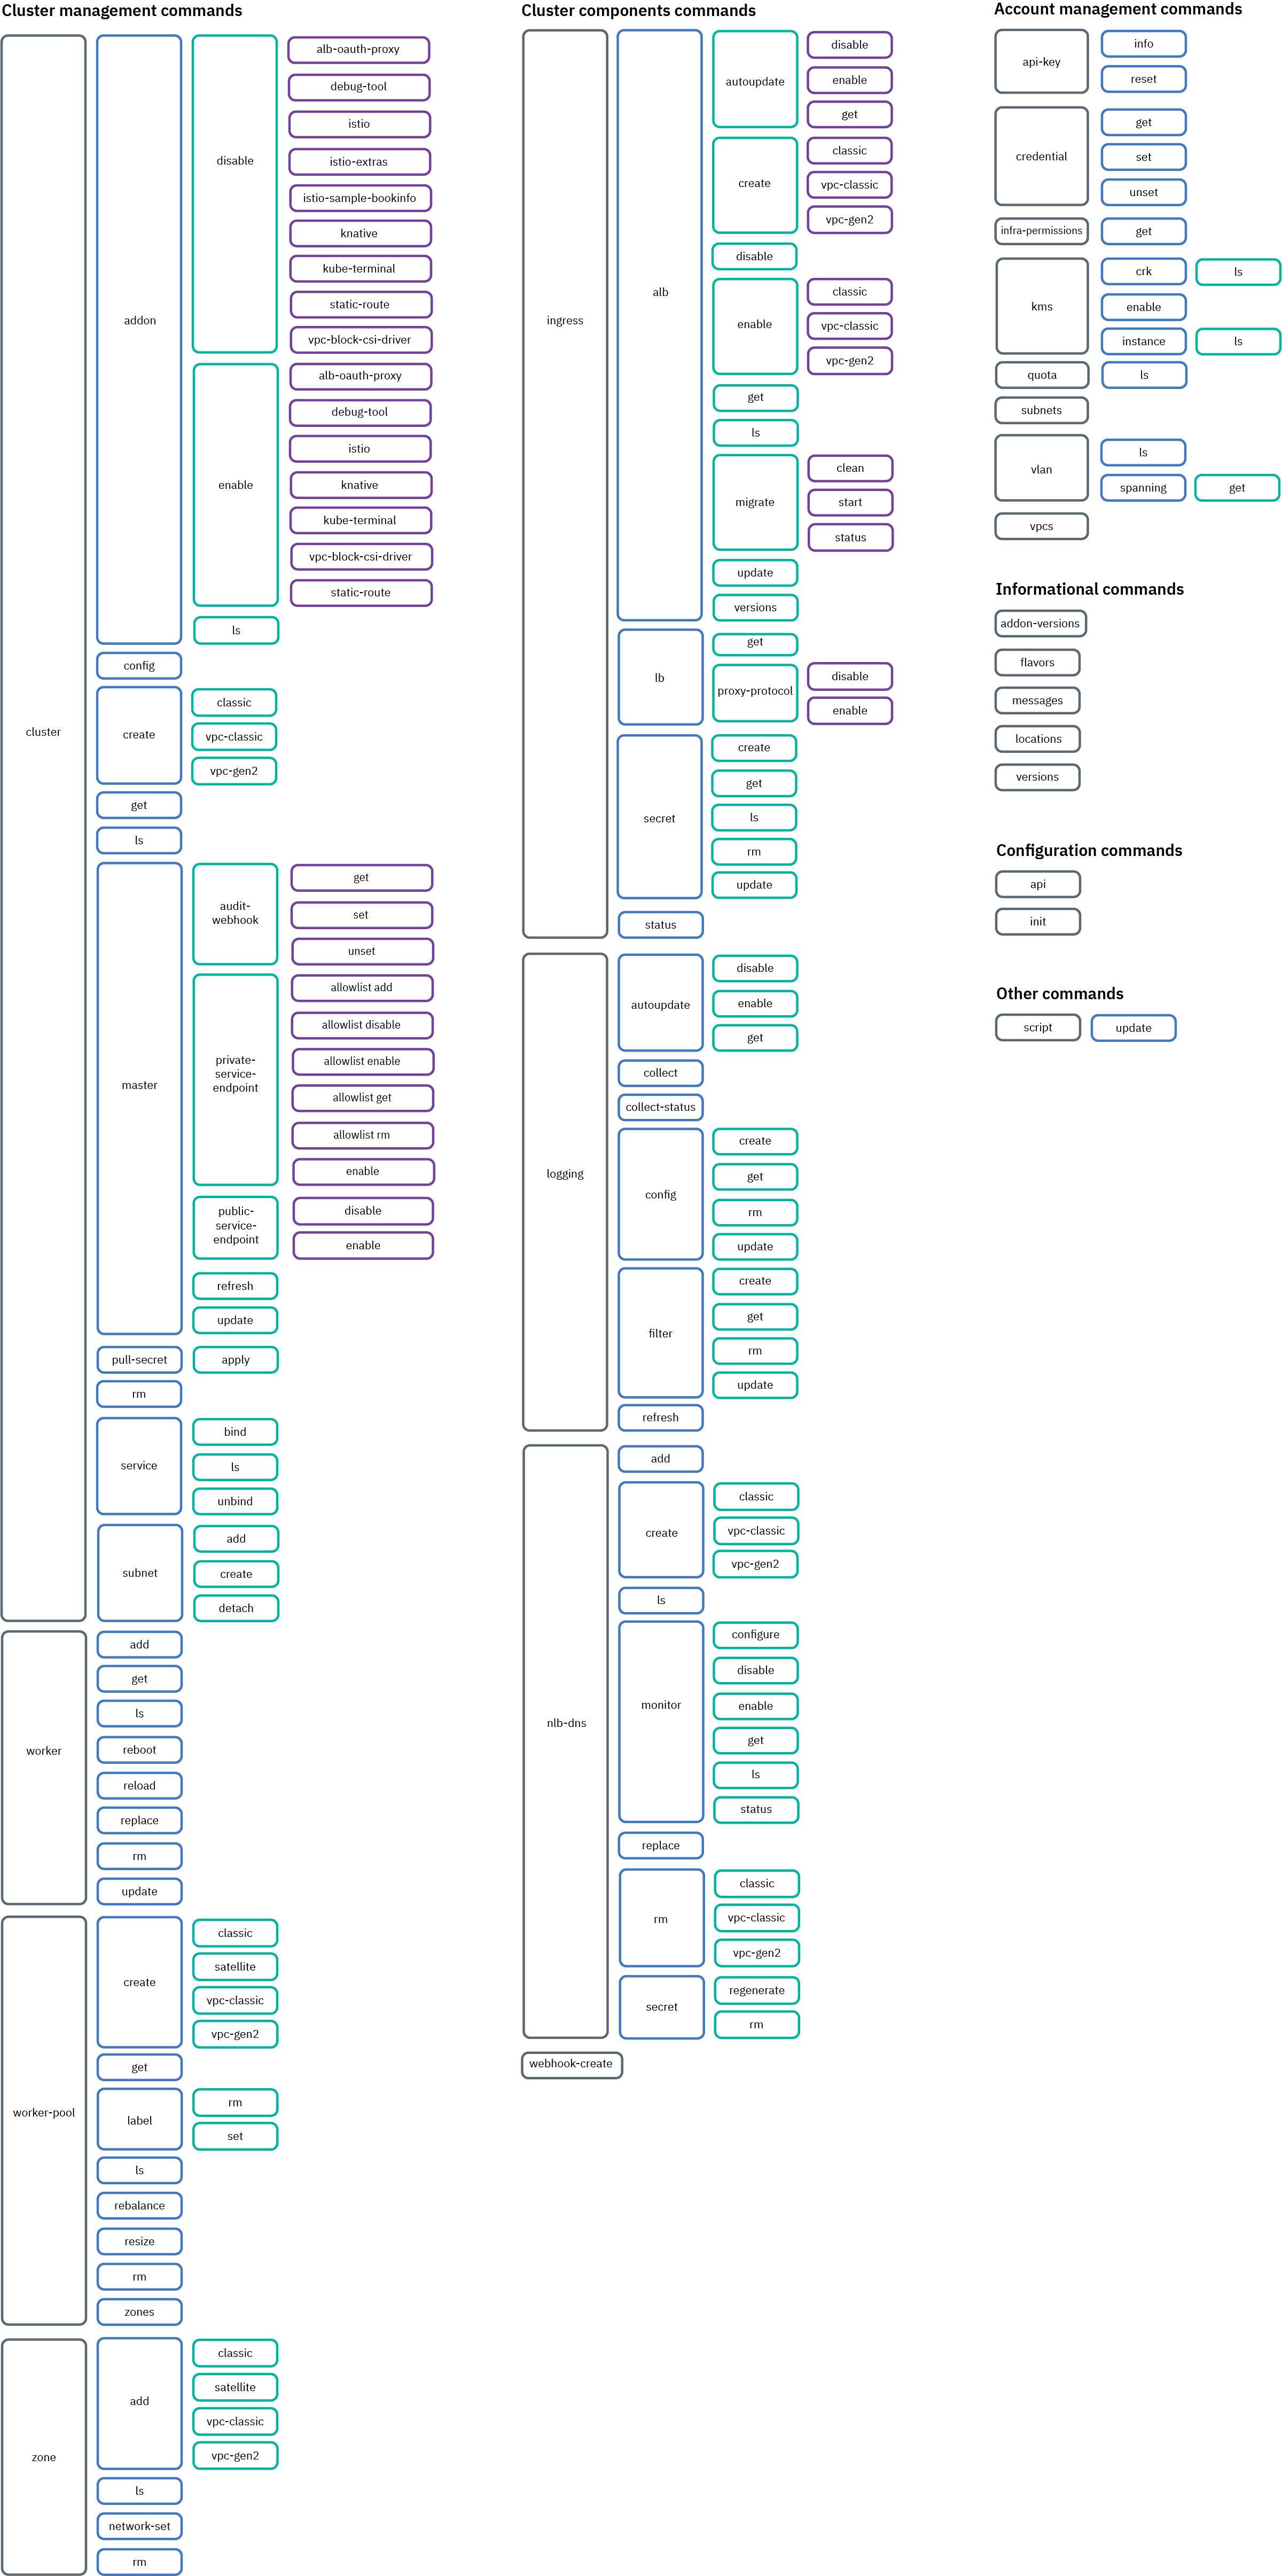 Cluster management commands
cluster
addon
disable
alb-oauth-proxy
debug-tool
istio
istio-extras
istio-sample-bookinfo
knative
kube-terminal
static-route
vpc-block-csi-driver
enable
alb-oauth-proxy
debug-tool
istio
knative
kube-terminal
vpc-block-csi-driver
static-route
ls
config
create
classic
vpc-classic
vpc-gen2
get
ls
master
audit-
webhook
get
set
unset
private-
service-
endpoint
allowlist add
allowlist disable
allowlist enable
allowlist get
allowlist rm
enable
public-
service-
endpoint
disable
enable
refresh
update
pull-secret
apply
rm
service
bind
ls
unbind
subnet
add
create
detach
worker
add
get
ls
reboot
reload
replace
rm
update
worker-pool
create
classic
satellite
vpc-classic
vpc-gen2
get
label
rm
set
ls
rebalance
resize
rm
zones
zone
add
classic
satellite
vpc-classic
vpc-gen2
ls
network-set
rm
Cluster components commands
ingress
alb
autoupdate
disable
enable
get
create
classic
vpc-classic
vpc-gen2
disable
enable
classic
vpc-classic
vpc-gen2
get
ls
migrate
clean
start
status
update
versions
lb
get
proxy-protocol
disable
enable
secret
create
get
ls
rm
update
status
logging
autoupdate
disable
enable
get
collect
collect-status
config
create
get
rm
update
filter
create
get
rm
update
refresh
nlb-dns
add
create
classic
vpc-classic
vpc-gen2
ls
monitor
configure
disable
enable
get
ls
status
replace
rm
classic
vpc-classic
vpc-gen2
secret
regenerate
rm
webhook-create
Account management commands
api-key
info
reset
credential
get
set
unset
infra-permissions
get
kms
crk
ls
enable
instance
ls
quota
ls
subnets
vlan
ls
spanning
get
vpcs
Informational commands
addon-versions
flavors
messages
locations
versions
Configuration commands
api
init
Other commands
script
update